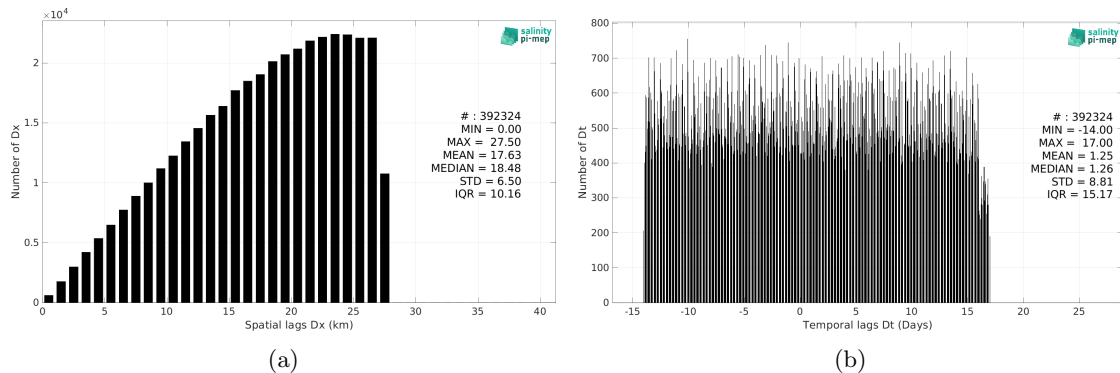 ×10⁴
2
1.5
1
0.5
0
0 5 10 15 20 25 30 35 40
Number of Dx
Spatial lags Dx (km)
salinity
pi-mep
# : 392324
MIN = 0.00
MAX = 27.50
MEAN = 17.63
MEDIAN = 18.48
STD = 6.50
IQR = 10.16
(a)
800
700
600
500
400
300
200
100
0
-15 -10 -5 0 5 10 15 20 25
Number of Dt
Temporal lags Dt (Days)
salinity
pi-mep
# : 392324
MIN = -14.00
MAX = 17.00
MEAN = 1.25
MEDIAN = 1.26
STD = 8.81
IQR = 15.17
(b)